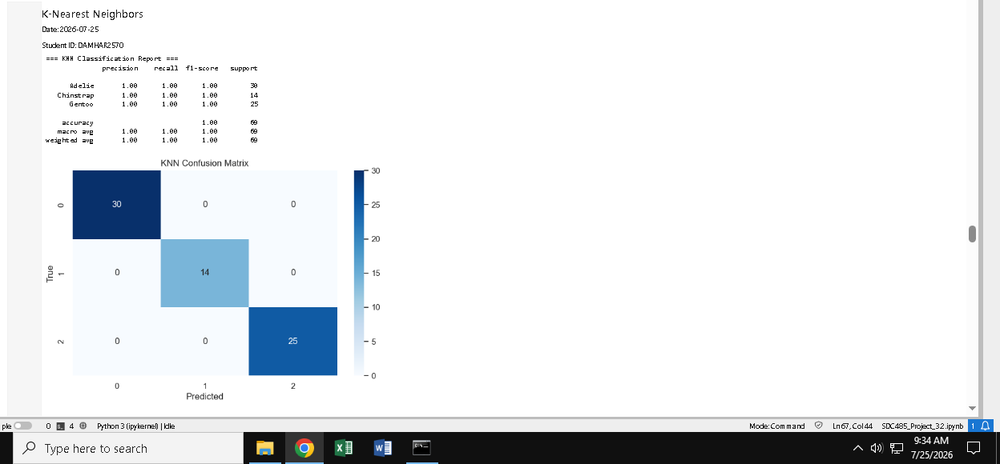 K-Nearest Neighbors
Date: 2026-07-25
Student ID: DAMHAR2570
=== KNN Classification Report ===
precision recall f1-score support
Adelie 1.00 1.00 1.00 30
Chinstrap 1.00 1.00 1.00 14
Gentoo 1.00 1.00 1.00 25
accuracy 1.00 69
macro avg 1.00 1.00 1.00 69
weighted avg 1.00 1.00 1.00 69
KNN Confusion Matrix
30
0 30 0 0
25
20
True
1 0 14 0
15
10
2 0 0 25
5
0
0 1 2
Predicted
ple 0 4 Python 3 (ipykernel) | Idle Mode: Command Ln 67, Col 44 SDC485_Project_3.2.ipynb 1
Type here to search
9:34 AM
7/25/2026